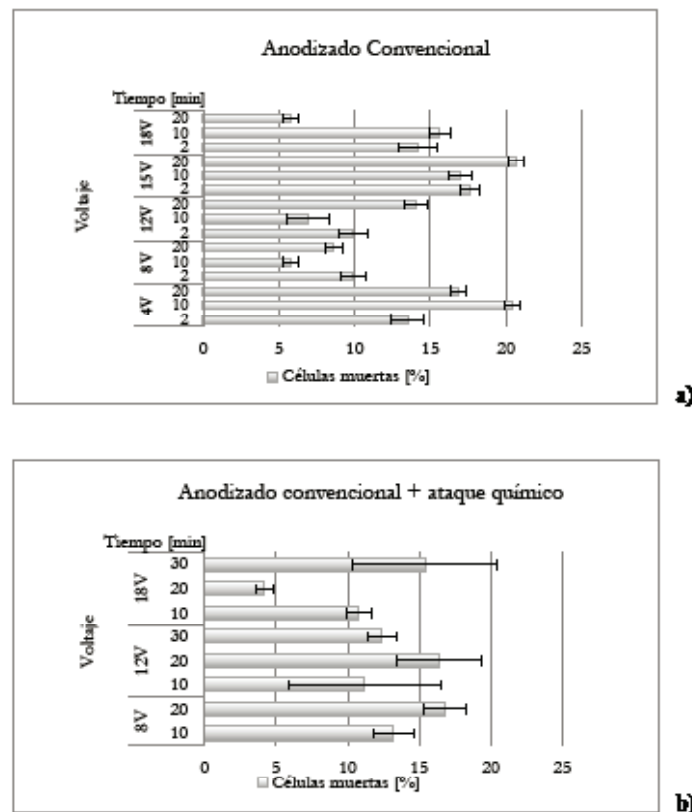 Anodizado Convencional
Tiempo [min]
Voltaje
18V
20
10
2
15V
20
10
2
12V
20
10
2
8V
20
10
2
4V
20
10
2
0 5 10 15 20 25
Células muertas [%]
a)
Anodizado convencional + ataque químico
Tiempo [min]
Voltaje
18V
30
20
10
12V
30
20
10
8V
20
10
0 5 10 15 20 25
Células muertas [%]
b)